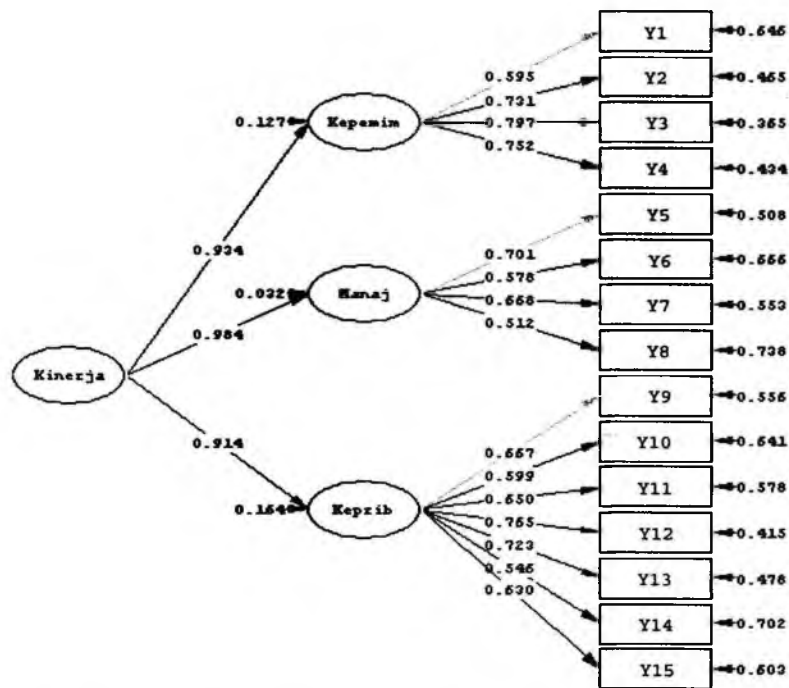 Y1 0.646
0.595
Y2 0.465
0.731
0.127 Kepemim 0.797 Y3 0.365
0.752
Y4 0.434
Y5 0.508
0.934
0.701 Y6 0.666
0.578
0.032 Manaj 0.668 Y7 0.553
0.512
0.984 Y8 0.738
Kinerja
Y9 0.556
0.914 Y10 0.641
0.667
0.599 Y11 0.578
0.650
0.164 Keprib 0.765 Y12 0.415
0.723
0.546 Y13 0.478
0.630
Y14 0.702
Y15 0.603